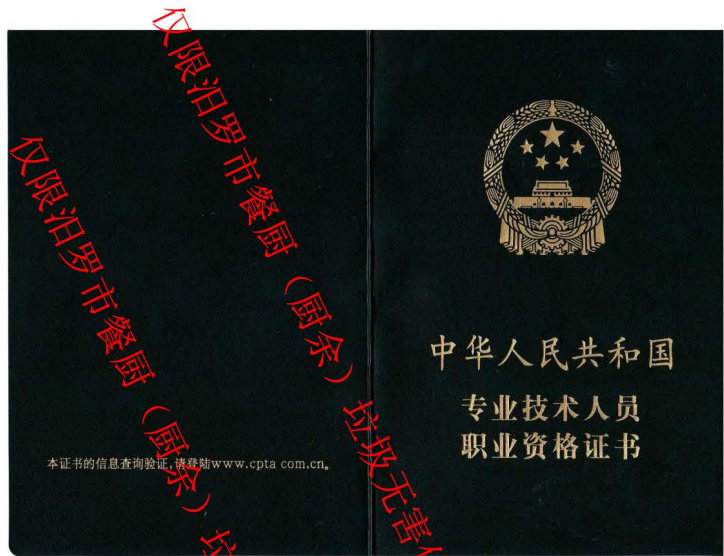 中华人民共和国
专业技术人员
职业资格证书
本证书的信息查询验证,请登陆www.cpta com.cn。
仅限汨罗市餐厨（厨余）垃圾无害
仅限汨罗市餐厨（厨余）垃